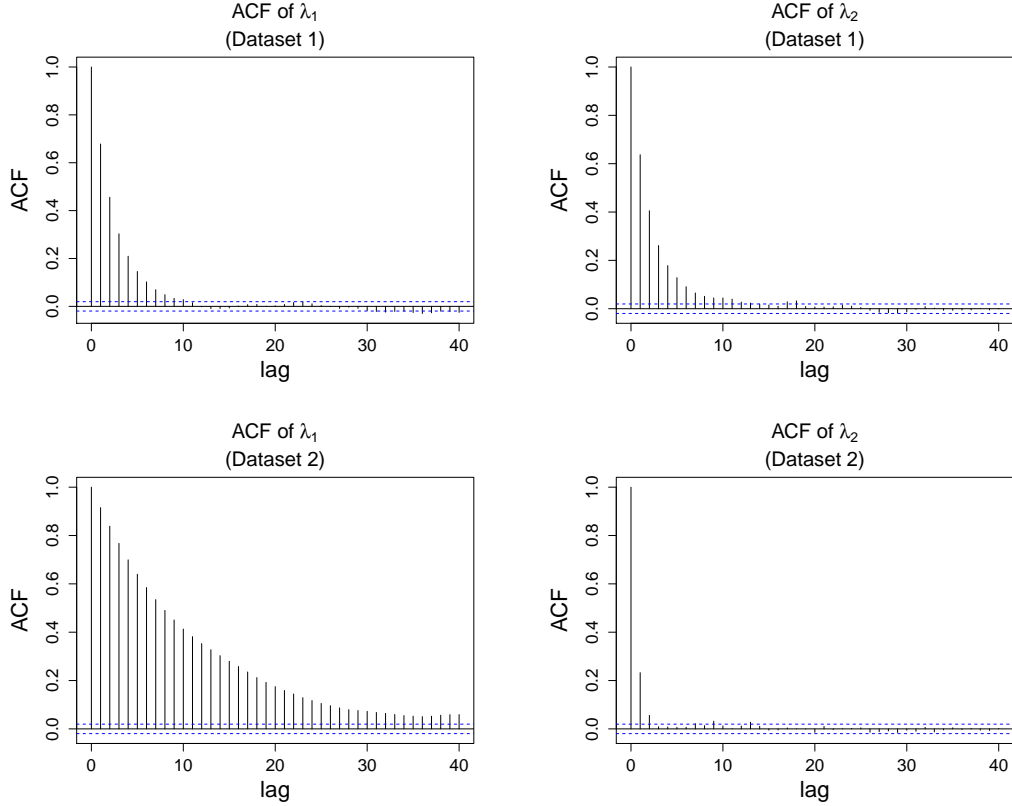 ACF of λ₁
(Dataset 1)
ACF
1.0
0.8
0.6
0.4
0.2
0.0
0 10 20 30 40
lag
ACF of λ₂
(Dataset 1)
ACF
1.0
0.8
0.6
0.4
0.2
0.0
0 10 20 30 40
lag
ACF of λ₁
(Dataset 2)
ACF
1.0
0.8
0.6
0.4
0.2
0.0
0 10 20 30 40
lag
ACF of λ₂
(Dataset 2)
ACF
1.0
0.8
0.6
0.4
0.2
0.0
0 10 20 30 40
lag